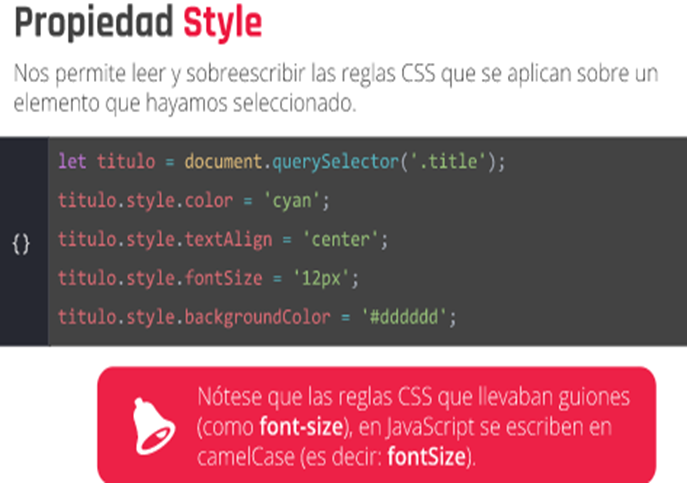 Propiedad Style
Nos permite leer y sobreescribir las reglas CSS que se aplican sobre un
elemento que hayamos seleccionado.
let titulo = document.querySelector('.title');
titulo.style.color = 'cyan';
{} titulo.style.textAlign = 'center';
titulo.style.fontSize = '12px';
titulo.style.backgroundColor = '#dddddd';
Nótese que las reglas CSS que llevaban guiones
(como font-size), en JavaScript se escriben en
camelCase (es decir: fontSize).